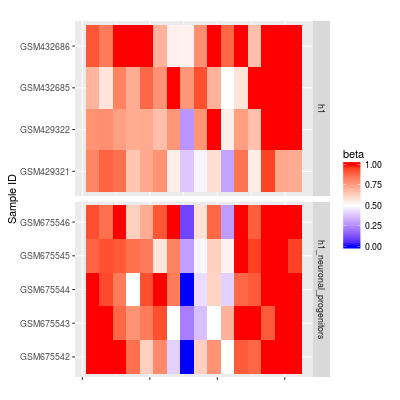 Sample ID
GSM432686
GSM432685
GSM429322
GSM429321
h1
GSM675546
GSM675545
GSM675544
GSM675543
GSM675542
h1_neuronal_progenitors
beta
1.00
0.75
0.50
0.25
0.00